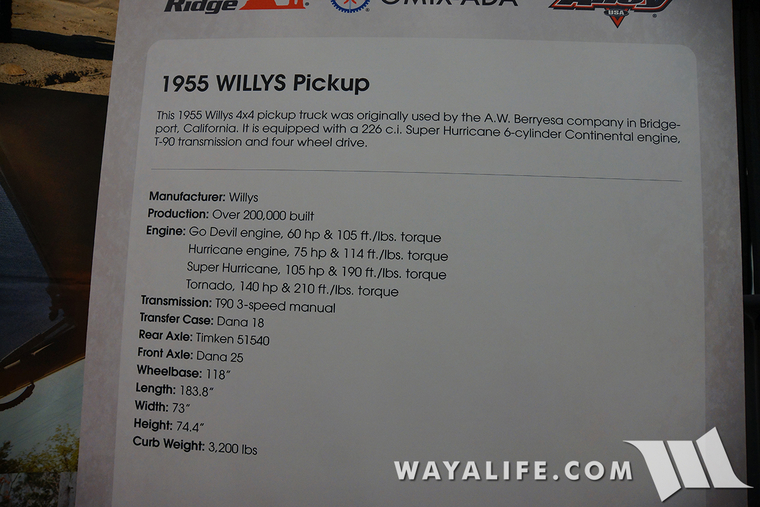 Ridge
OMIX-ADA
Alloy
USA
1955 WILLYS Pickup
This 1955 Willys 4x4 pickup truck was originally used by the A.W. Berryesa company in Bridge-
port, California. It is equipped with a 226 c.i. Super Hurricane 6-cylinder Continental engine,
T-90 transmission and four wheel drive.
Manufacturer: Willys
Production: Over 200,000 built
Engine: Go Devil engine, 60 hp & 105 ft./lbs. torque
Hurricane engine, 75 hp & 114 ft./lbs. torque
Super Hurricane, 105 hp & 190 ft./lbs. torque
Tornado, 140 hp & 210 ft./lbs. torque
Transmission: T90 3-speed manual
Transfer Case: Dana 18
Rear Axle: Timken 51540
Front Axle: Dana 25
Wheelbase: 118”
Length: 183.8”
Width: 73”
Height: 74.4”
Curb Weight: 3,200 lbs
WAYALIFE.COM